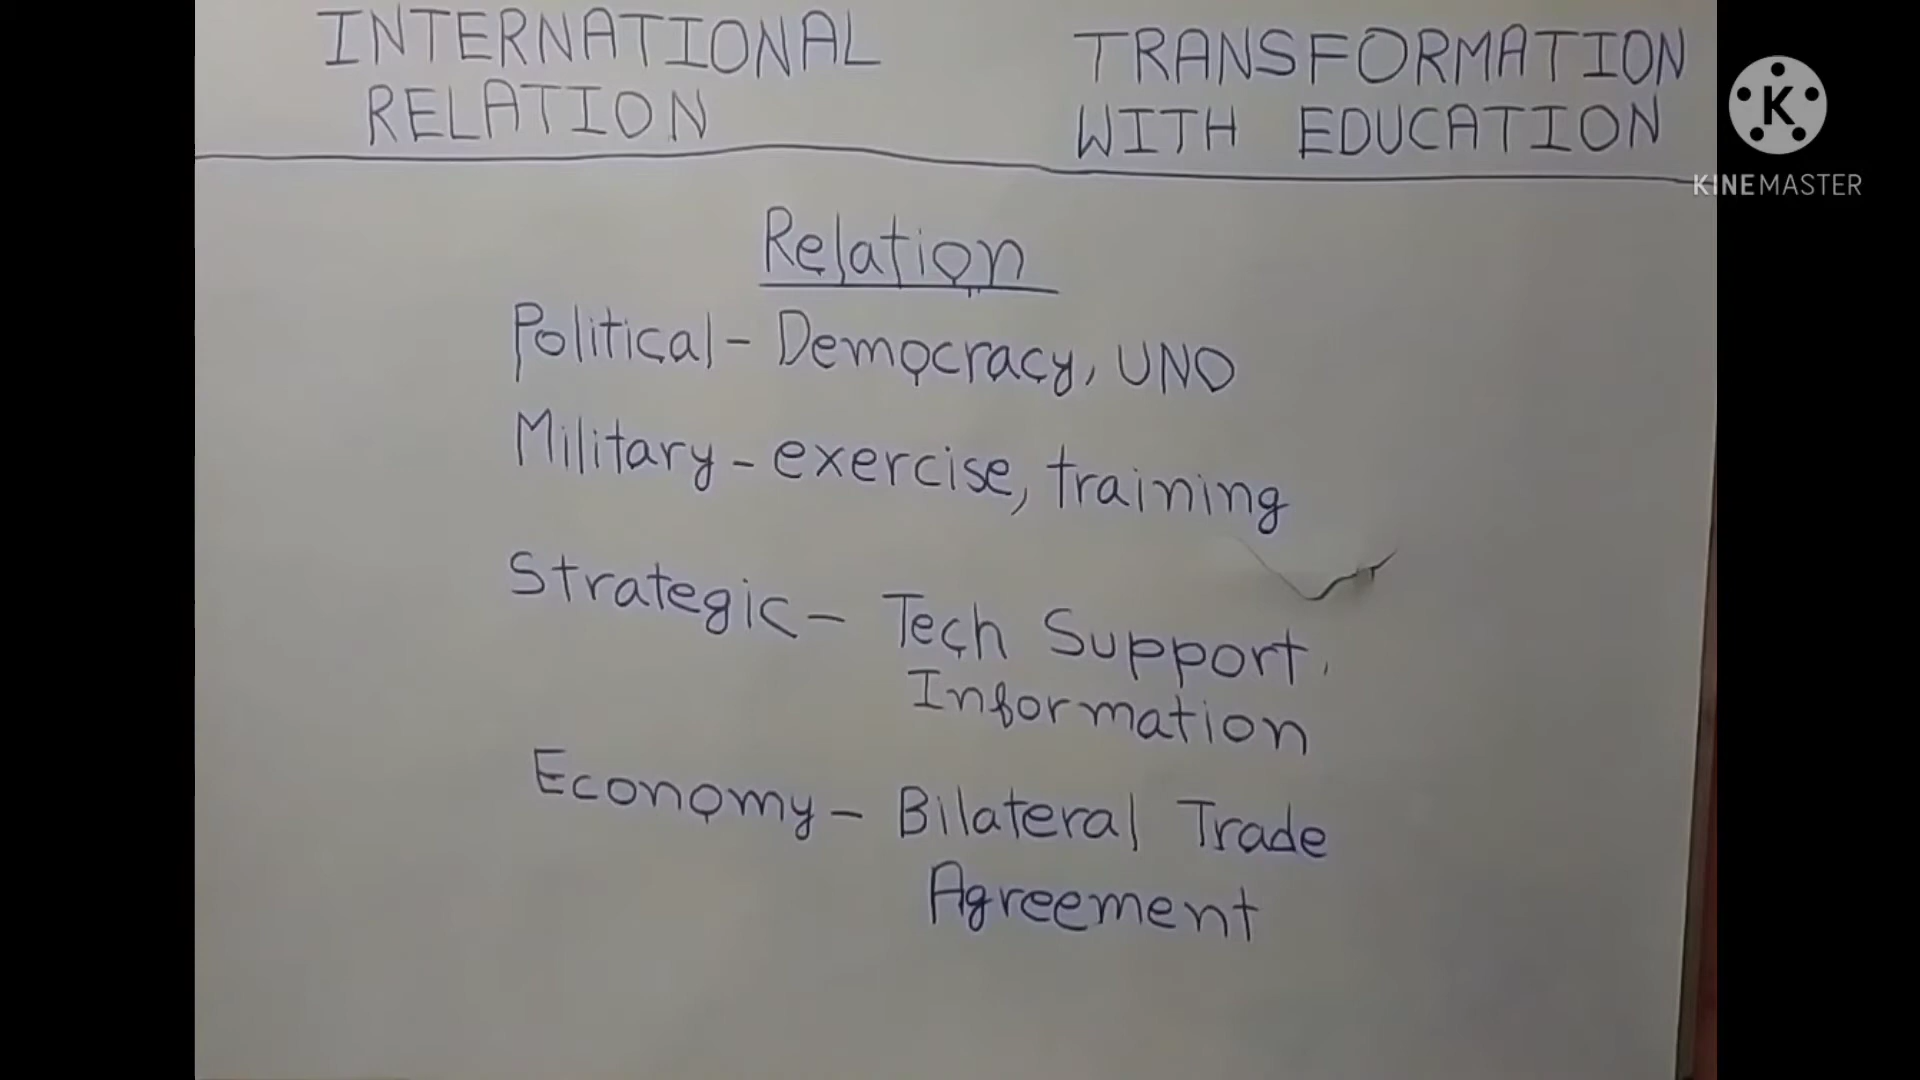 INTERNATIONAL
RELATION
TRANSFORMATION
WITH EDUCATION
K
KINEMASTER
Relation
Political - Democracy, UNO
Military - exercise, training
Strategic - Tech Support,
Information
Economy - Bilateral Trade
Agreement